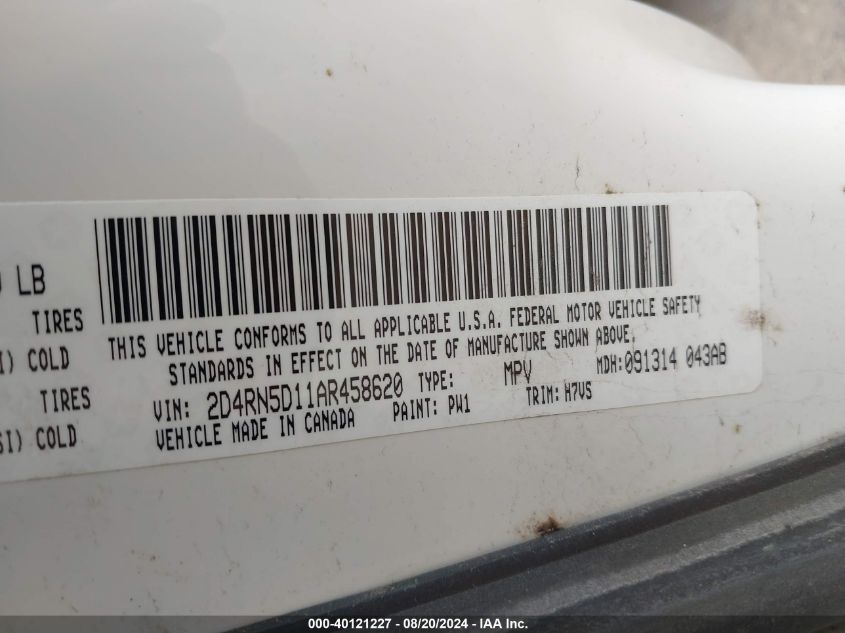 LB
TIRES
COLD
SI) COLD
THIS VEHICLE CONFORMS TO ALL APPLICABLE U.S.A. FEDERAL MOTOR VEHICLE SAFETY
STANDARDS IN EFFECT ON THE DATE OF MANUFACTURE SHOWN ABOVE.
VIN: 2D4RN5D11AR458620 TYPE: MPV MDH:091314 043AB
VEHICLE MADE IN CANADA PAINT: PW1 TRIM: H7VS
000-40121227 - 08/20/2024 - IAA Inc.